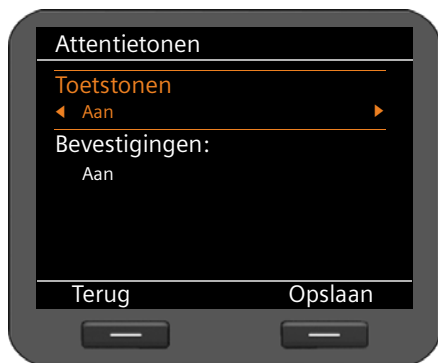 Attentietonen
Toetstonen
Aan
Bevestigingen:
Aan
Terug Opslaan